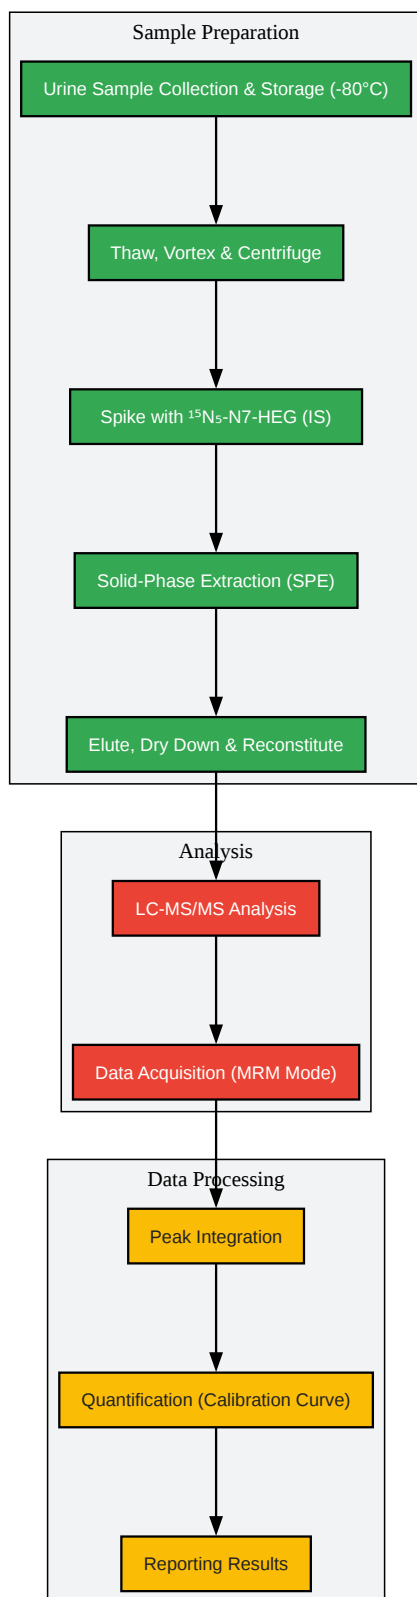 Sample Preparation
Urine Sample Collection & Storage (-80°C)
Thaw, Vortex & Centrifuge
Spike with ¹⁵N₅-N7-HEG (IS)
Solid-Phase Extraction (SPE)
Elute, Dry Down & Reconstitute
Analysis
LC-MS/MS Analysis
Data Acquisition (MRM Mode)
Data Processing
Peak Integration
Quantification (Calibration Curve)
Reporting Results